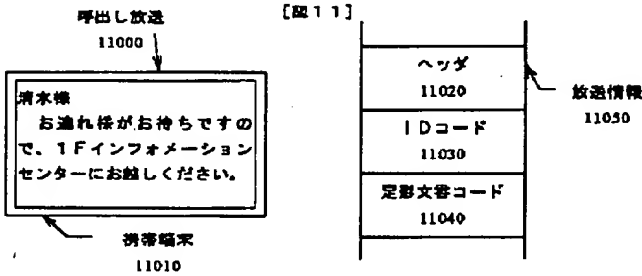 [図11]
呼出し放送
11000
清水様
お連れ様がお待ちですの
で、1Fインフォメーション
センターにお越しください。
携帯端末
11010
ヘッダ
11020
IDコード
11030
定形文書コード
11040
放送情報
11050